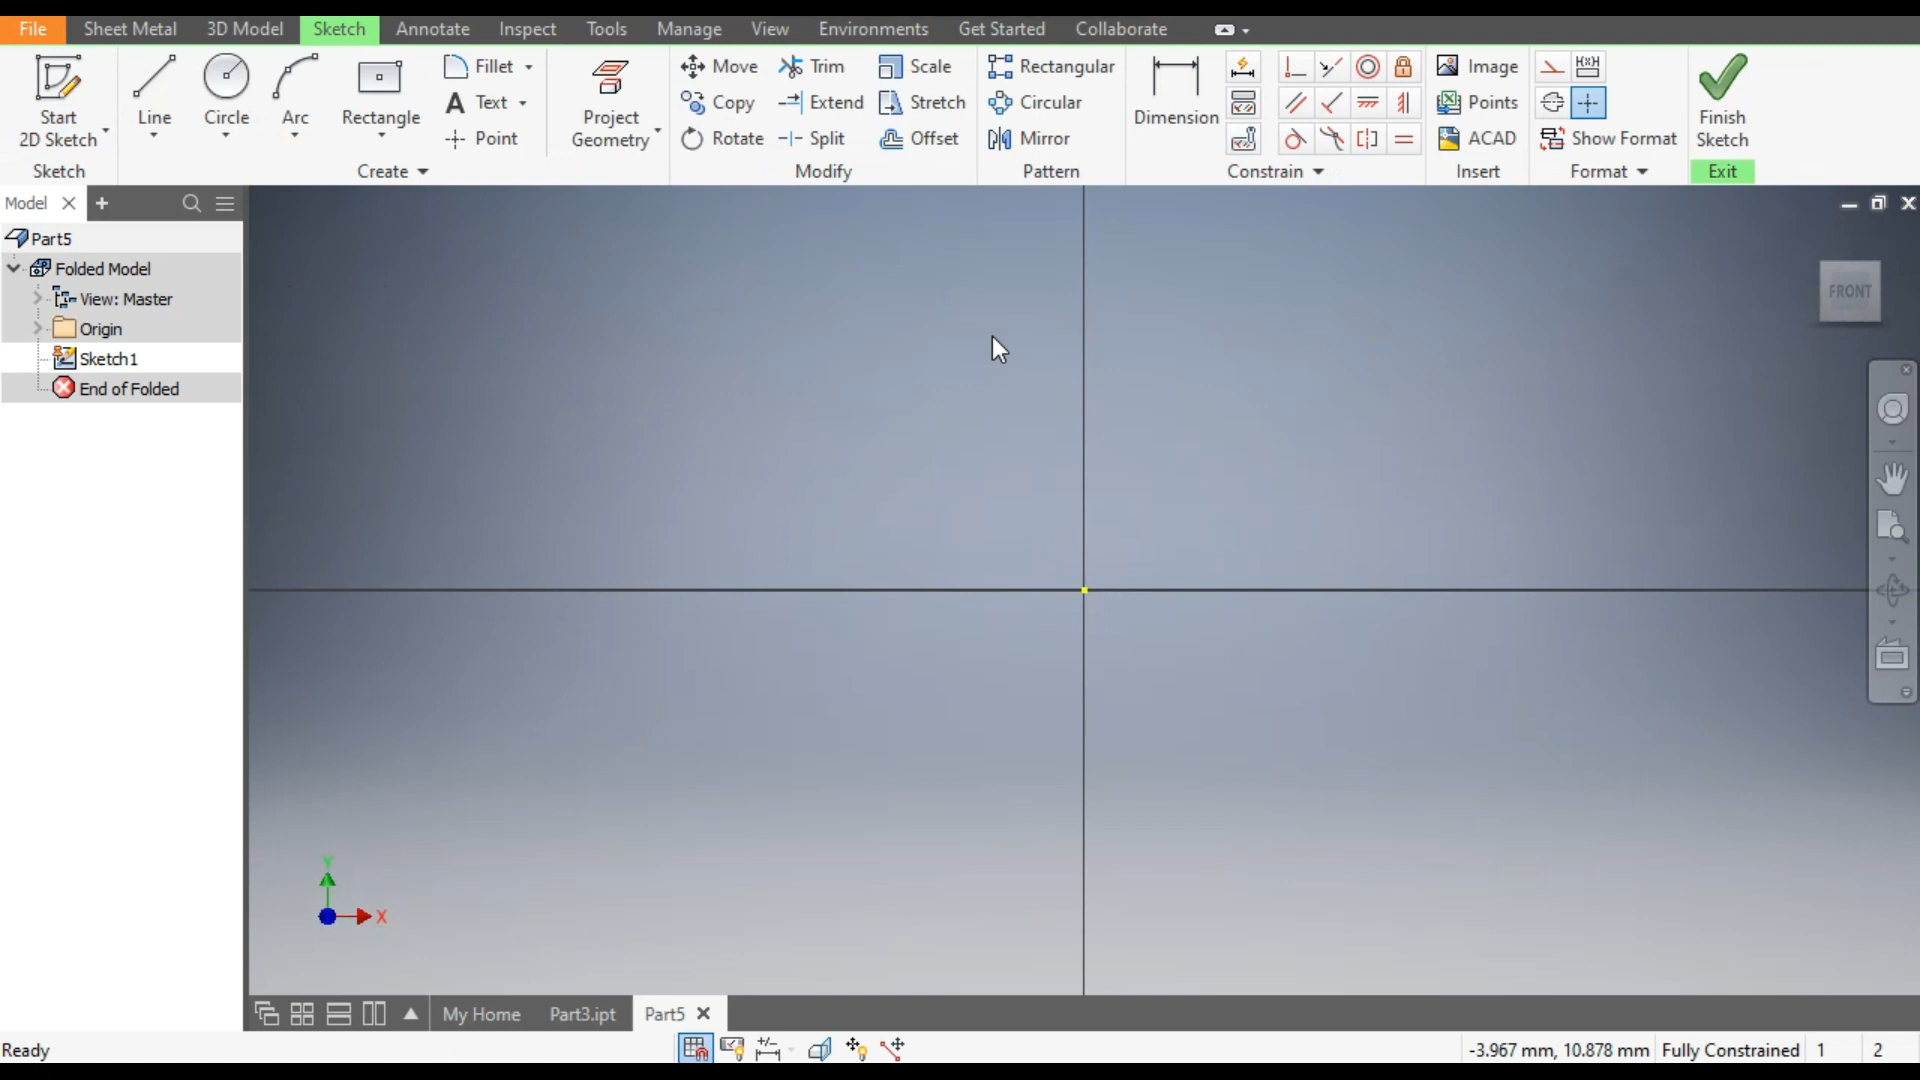 File Sheet Metal 3D Model Sketch Annotate Inspect Tools Manage View Environments Get Started Collaborate
Start
2D Sketch
Line
Circle
Arc
Rectangle
Fillet
Text
Point
Project
Geometry
Move
Copy
Rotate
Trim
Extend
Split
Scale
Stretch
Offset
Rectangular
Circular
Mirror
Dimension
Image
Points
ACAD
Show Format
Finish
Sketch
Sketch Create Modify Pattern Constrain Insert Format Exit
Model
Part5
Folded Model
View: Master
Origin
Sketch1
End of Folded
FRONT
Y
X
My Home Part3.ipt Part5
Ready
-3.967 mm, 10.878 mm Fully Constrained 1 2